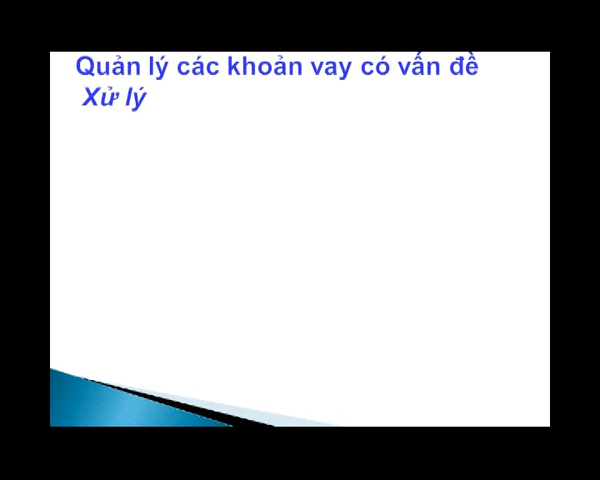 Quản lý các khoản vay có vấn đề
Xử lý